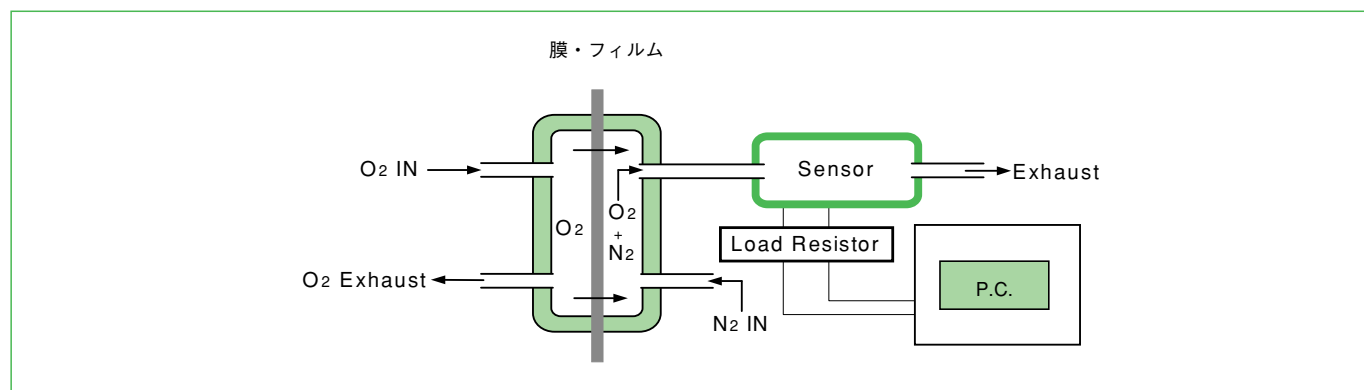 膜・フィルム
O2 IN
Sensor
Exhaust
O2
O2
+
N2
Load Resistor
O2 Exhaust
P.C.
N2 IN